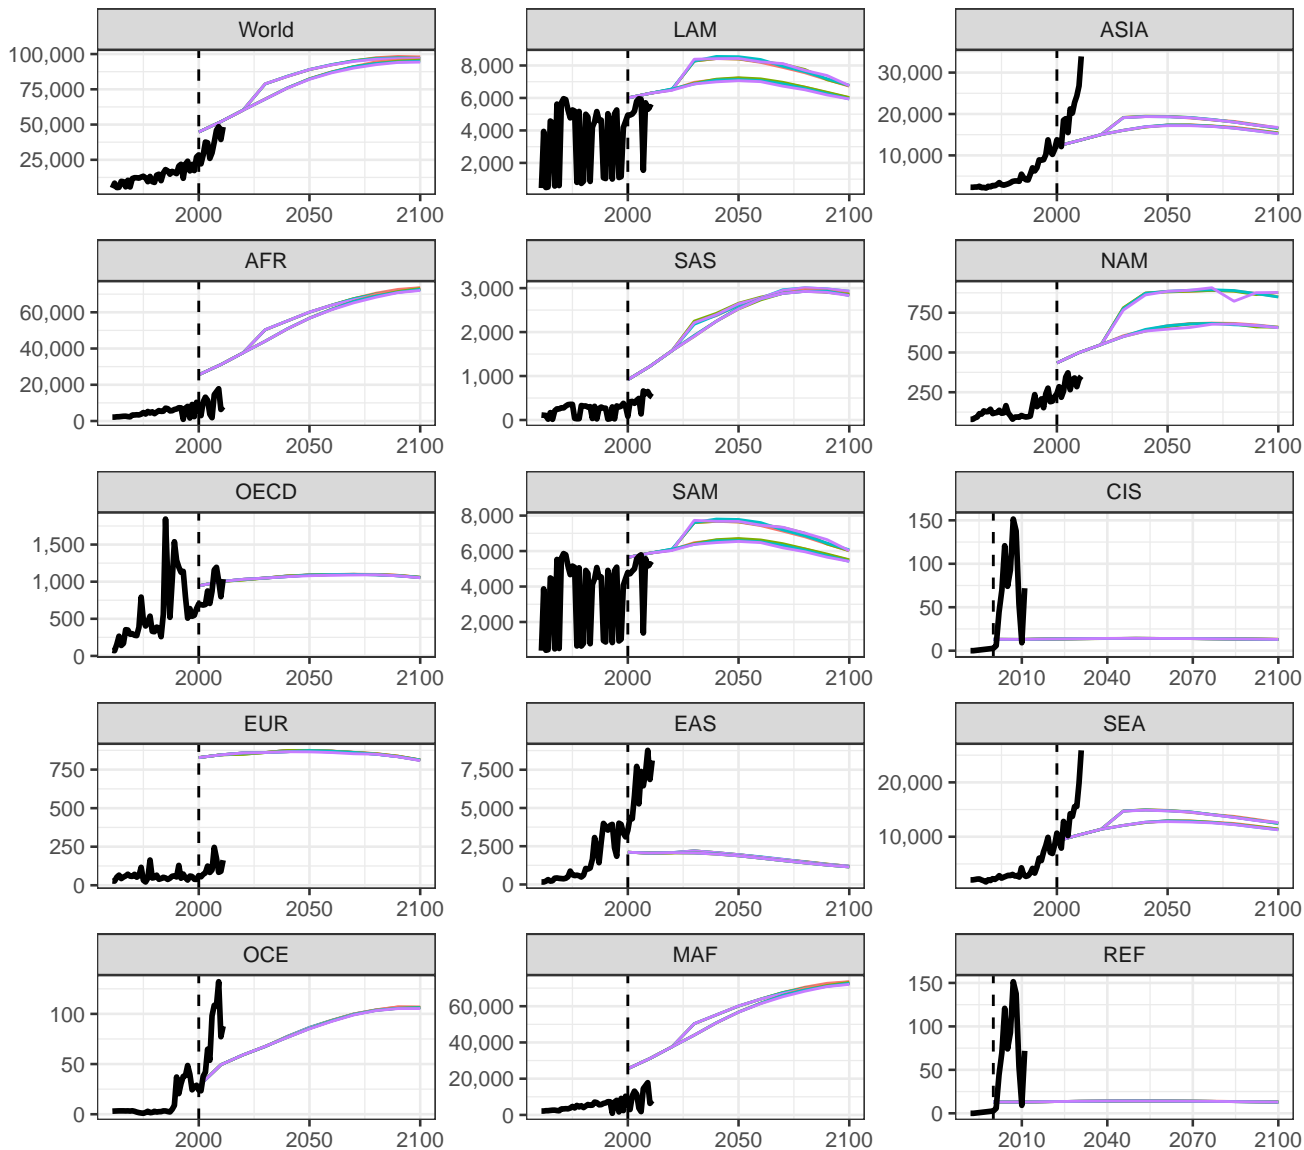 World
100,000
75,000
50,000
25,000
2000 2050 2100
LAM
8,000
6,000
4,000
2,000
2000 2050 2100
ASIA
30,000
20,000
10,000
2000 2050 2100
AFR
60,000
40,000
20,000
0
2000 2050 2100
SAS
3,000
2,000
1,000
0
2000 2050 2100
NAM
750
500
250
2000 2050 2100
OECD
1,500
1,000
500
0
2000 2050 2100
SAM
8,000
6,000
4,000
2,000
2000 2050 2100
CIS
150
100
50
0
2010 2040 2070 2100
EUR
750
500
250
0
2000 2050 2100
EAS
7,500
5,000
2,500
0
2000 2050 2100
SEA
20,000
10,000
2000 2050 2100
OCE
100
50
0
2000 2050 2100
MAF
60,000
40,000
20,000
0
2000 2050 2100
REF
150
100
50
0
2010 2040 2070 2100